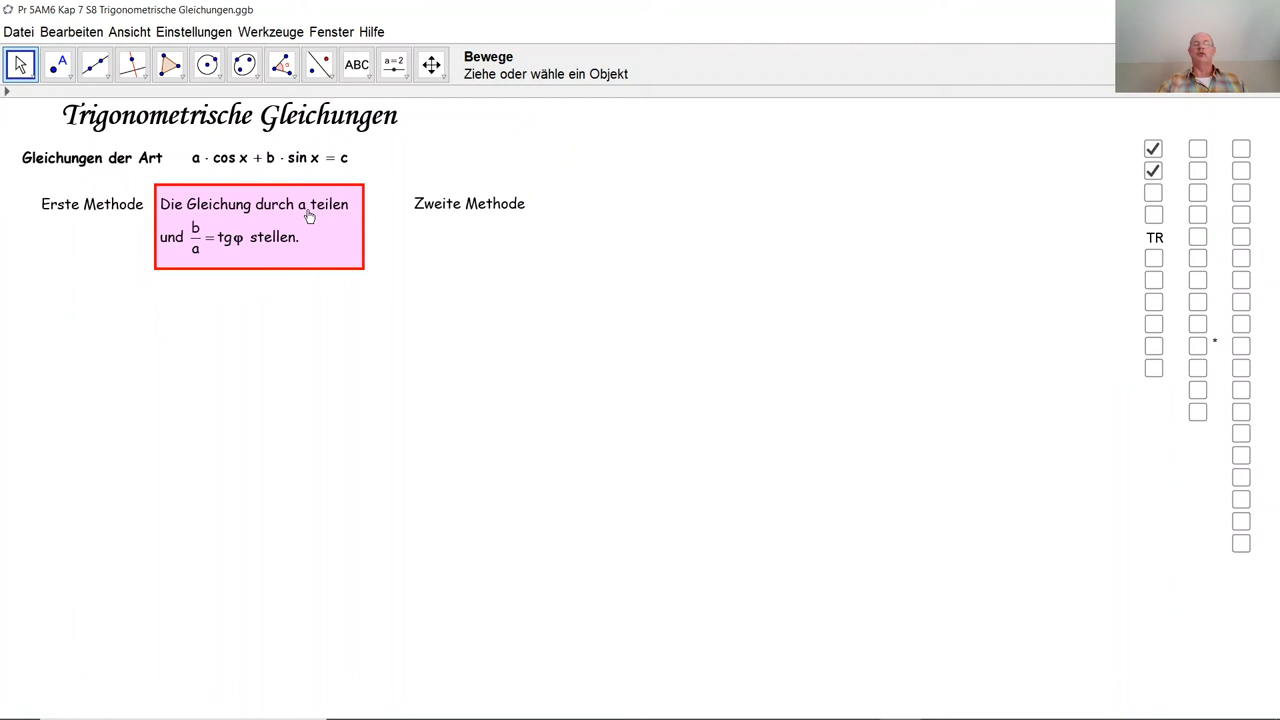 Pr 5AM6 Kap 7 S8 Trigonometrische Gleichungen.ggb
Datei Bearbeiten Ansicht Einstellungen Werkzeuge Fenster Hilfe
A ABC a=2
Bewege
Ziehe oder wähle ein Objekt
Trigonometrische Gleichungen
Gleichungen der Art a · cos x + b · sin x = c
Erste Methode
Die Gleichung durch a teilen
und b/a = tgφ stellen.
Zweite Methode
TR
*